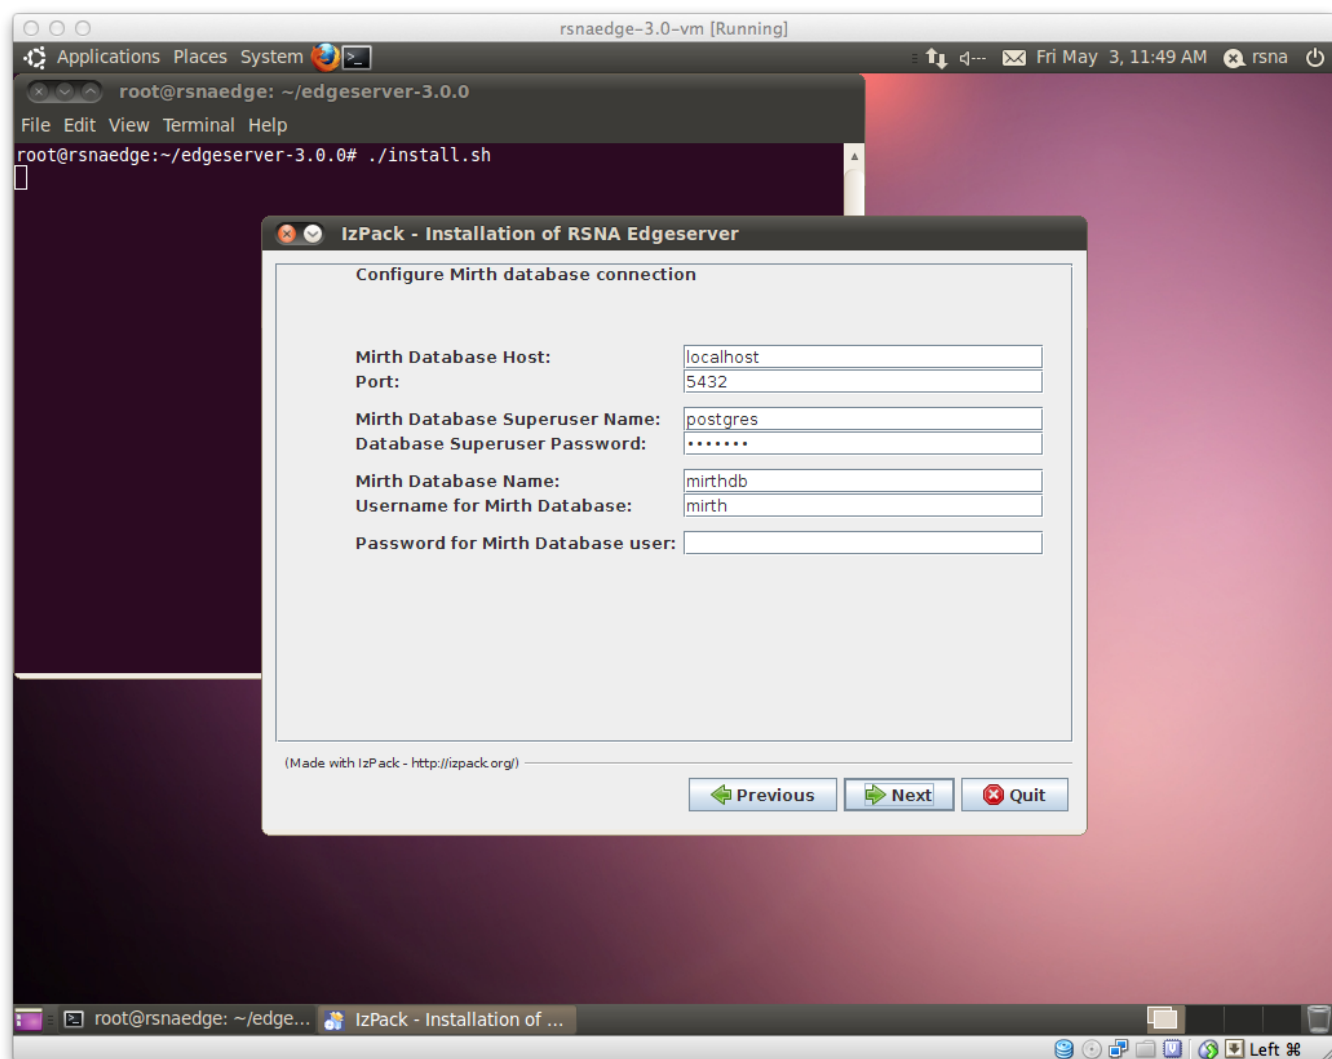 rsnaedge-3.0-vm [Running]
Applications Places System Fri May 3, 11:49 AM rsna
root@rsnaedge: ~/edgeserver-3.0.0
File Edit View Terminal Help
root@rsnaedge:~/edgeserver-3.0.0# ./install.sh
IzPack - Installation of RSNA Edgeserver
Configure Mirth database connection
Mirth Database Host: localhost
Port: 5432
Mirth Database Superuser Name: postgres
Database Superuser Password: •••••••
Mirth Database Name: mirthdb
Username for Mirth Database: mirth
Password for Mirth Database user:
(Made with IzPack - http://izpack.org/)
Previous Next Quit
root@rsnaedge: ~/edge... IzPack - Installation of ...
Left ⌘